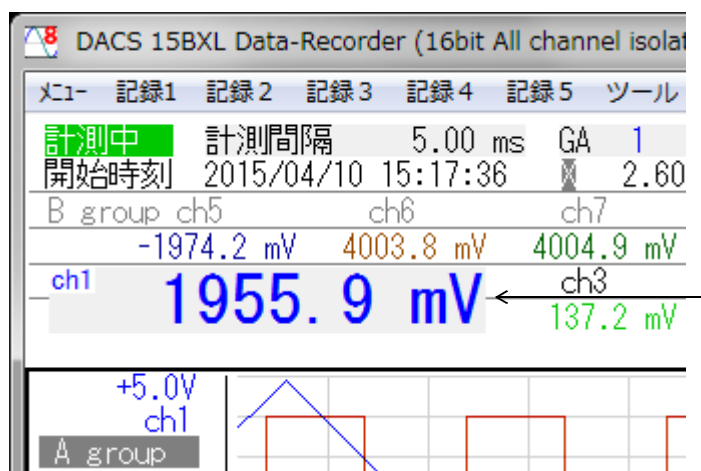 8 DACS 15BXL Data-Recorder (16bit All channel isolat
ﾒﾆｭｰ 記録1 記録2 記録3 記録4 記録5 ツール
計測中 計測間隔 5.00 ms GA 1
開始時刻 2015/04/10 15:17:36 2.60
B group ch5 ch6 ch7
-1974.2 mV 4003.8 mV 4004.9 mV
ch1 1955.9 mV ch3
137.2 mV
+5.0V
ch1
A group